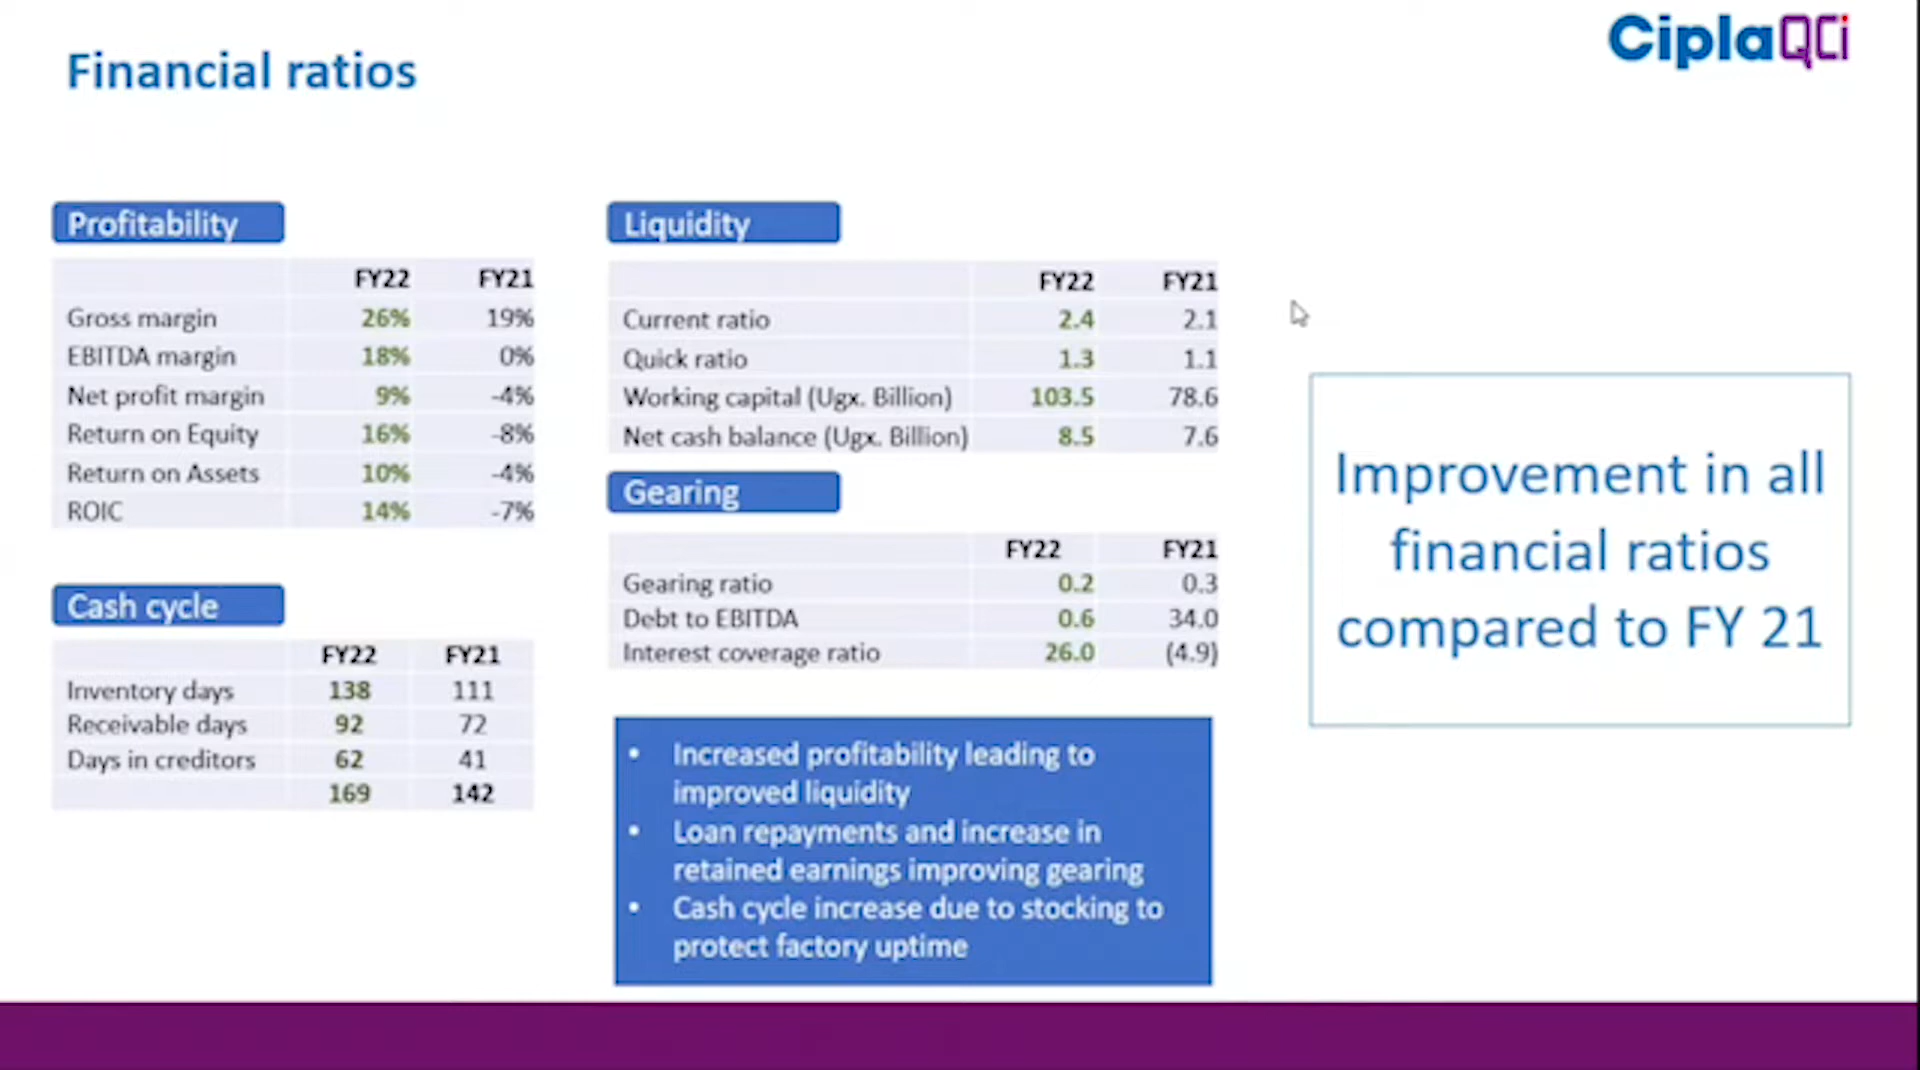 CiplaQCi
Financial ratios
Profitability
FY22 FY21
Gross margin 26% 19%
EBITDA margin 18% 0%
Net profit margin 9% -4%
Return on Equity 16% -8%
Return on Assets 10% -4%
ROIC 14% -7%
Cash cycle
FY22 FY21
Inventory days 138 111
Receivable days 92 72
Days in creditors 62 41
169 142
Liquidity
FY22 FY21
Current ratio 2.4 2.1
Quick ratio 1.3 1.1
Working capital (Ugx. Billion) 103.5 78.6
Net cash balance (Ugx. Billion) 8.5 7.6
Gearing
FY22 FY21
Gearing ratio 0.2 0.3
Debt to EBITDA 0.6 34.0
Interest coverage ratio 26.0 (4.9)
• Increased profitability leading to
improved liquidity
• Loan repayments and increase in
retained earnings improving gearing
• Cash cycle increase due to stocking to
protect factory uptime
Improvement in all
financial ratios
compared to FY 21